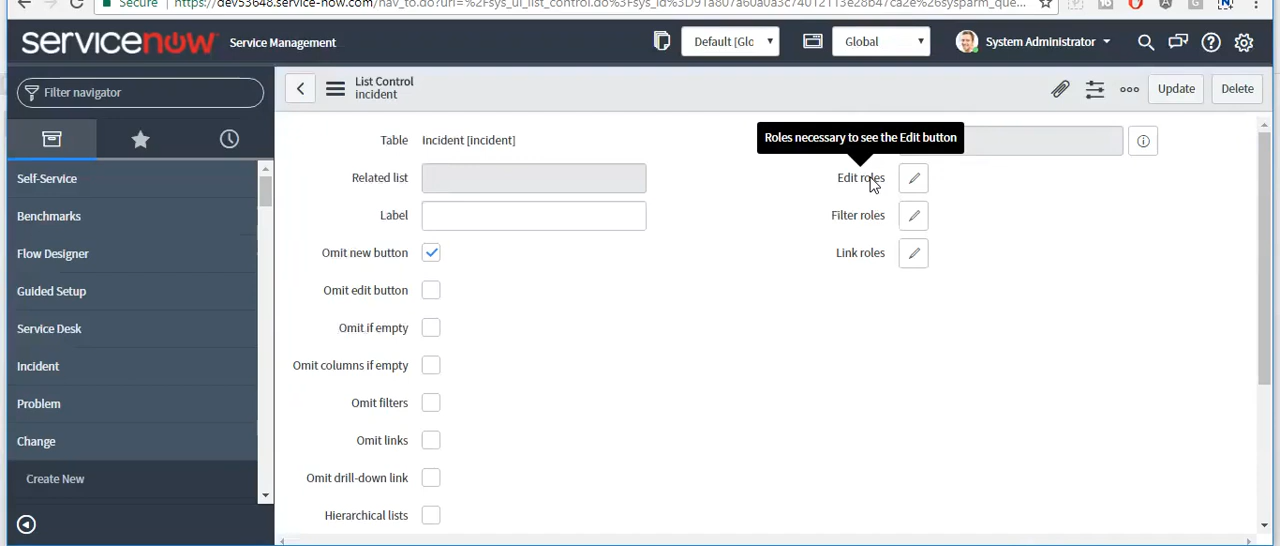 Secure
https://dev53648.service-now.com/nav_to.do?uri=%2Fsys_ui_list_control.do%3Fsys_id%3D91a807a60a0a3c74012113e28b47ca2e%26sysparm_que...
servicenow Service Management
Default [Glo
Global
System Administrator
Filter navigator
List Control
incident
Update
Delete
Self-Service
Benchmarks
Flow Designer
Guided Setup
Service Desk
Incident
Problem
Change
Create New
Table
Incident [incident]
Related list
Label
Omit new button
Omit edit button
Omit if empty
Omit columns if empty
Omit filters
Omit links
Omit drill-down link
Hierarchical lists
Roles necessary to see the Edit button
Edit roles
Filter roles
Link roles